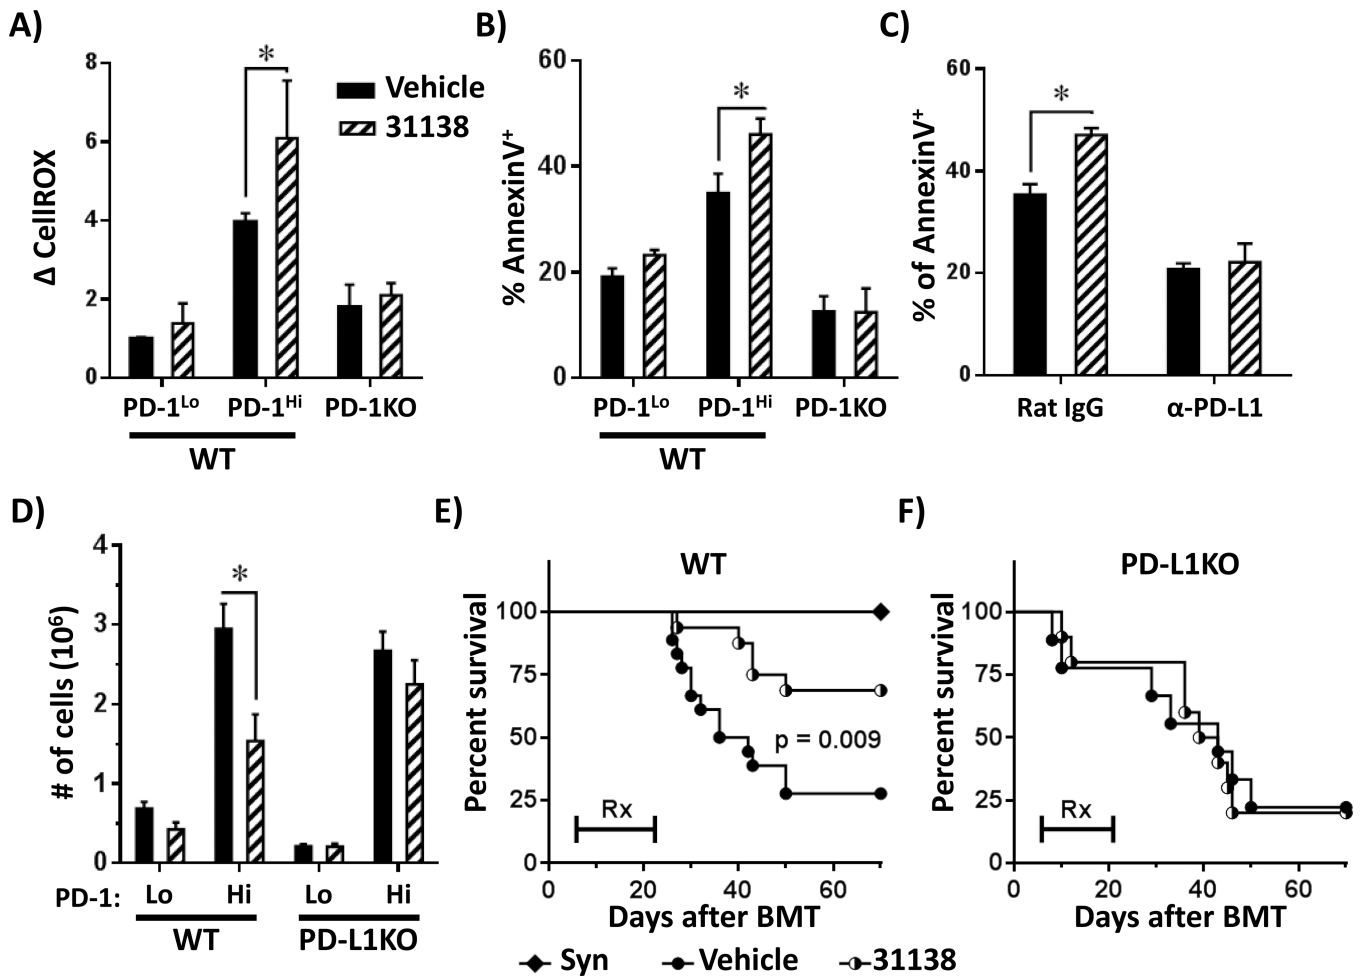 A)
8
6
4
2
0
Δ CellROX
*
Vehicle
31138
PD-1Lo
PD-1Hi
PD-1KO
WT
B)
60
40
20
0
% AnnexinV+
*
PD-1Lo
PD-1Hi
PD-1KO
WT
C)
60
40
20
0
% of AnnexinV+
*
Rat IgG
α-PD-L1
D)
4
3
2
1
0
# of cells (10⁶)
*
PD-1:
Lo
Hi
Lo
Hi
WT
PD-L1KO
E)
WT
100
75
50
25
0
Percent survival
p = 0.009
Rx
0
20
40
60
Days after BMT
F)
PD-L1KO
100
75
50
25
0
Percent survival
Rx
0
20
40
60
Days after BMT
Syn
Vehicle
31138